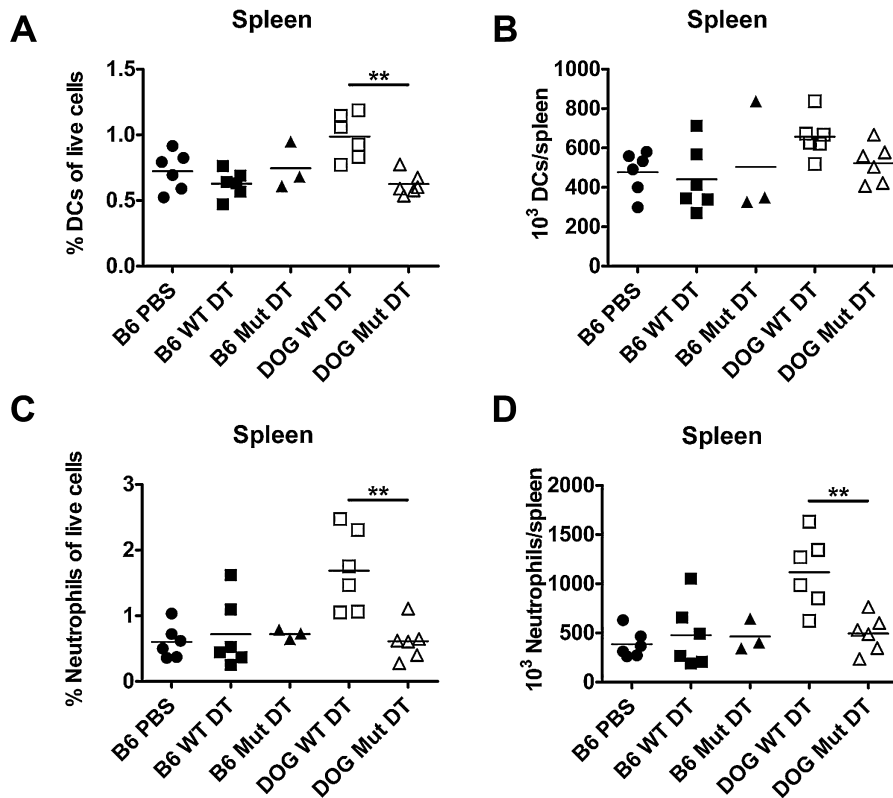 A
Spleen
% DCs of live cells
1.5
1.0
0.5
0.0
**
B6 PBS
B6 WT DT
B6 Mut DT
DOG WT DT
DOG Mut DT
B
Spleen
10³ DCs/spleen
1000
800
600
400
200
0
B6 PBS
B6 WT DT
B6 Mut DT
DOG WT DT
DOG Mut DT
C
Spleen
% Neutrophils of live cells
3
2
1
0
**
B6 PBS
B6 WT DT
B6 Mut DT
DOG WT DT
DOG Mut DT
D
Spleen
10³ Neutrophils/spleen
2000
1500
1000
500
0
**
B6 PBS
B6 WT DT
B6 Mut DT
DOG WT DT
DOG Mut DT